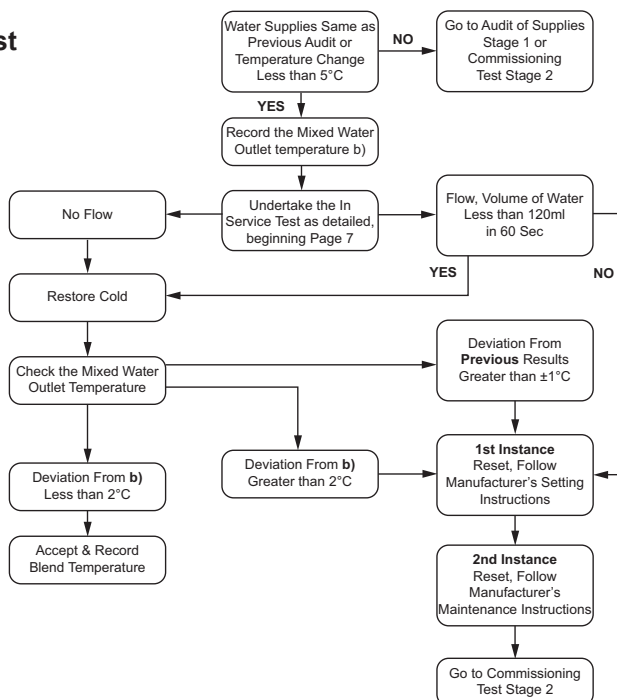 st
Water Supplies Same as
Previous Audit or
Temperature Change
Less than 5°C
NO
Go to Audit of Supplies
Stage 1 or
Commissioning
Test Stage 2
YES
Record the Mixed Water
Outlet temperature b)
No Flow
Undertake the In
Service Test as detailed,
beginning Page 7
Flow, Volume of Water
Less than 120ml
in 60 Sec
YES
NO
Restore Cold
Check the Mixed Water
Outlet Temperature
Deviation From
Previous Results
Greater than ±1°C
Deviation From b)
Less than 2°C
Deviation From b)
Greater than 2°C
1st Instance
Reset, Follow
Manufacturer's Setting
Instructions
Accept & Record
Blend Temperature
2nd Instance
Reset, Follow
Manufacturer's
Maintenance Instructions
Go to Commissioning
Test Stage 2